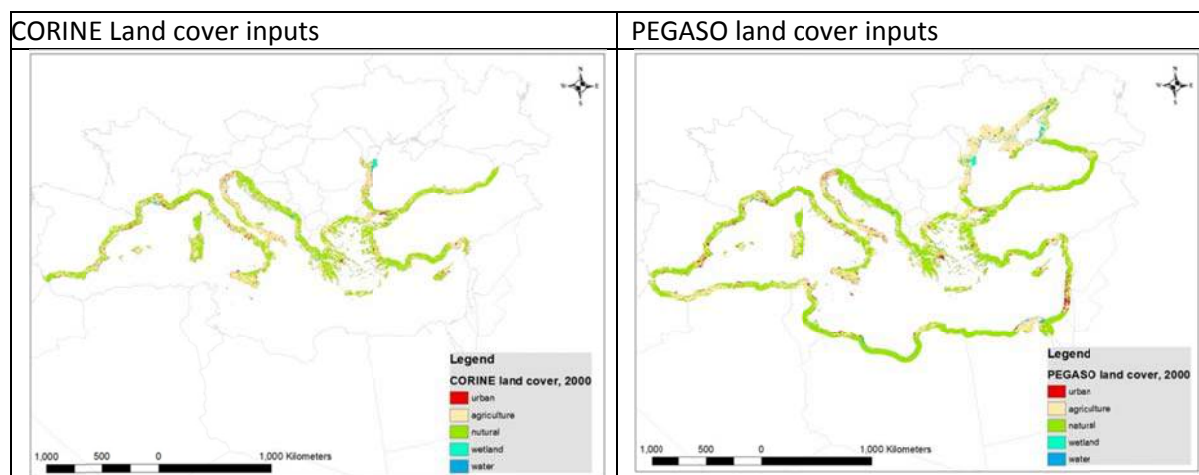 CORINE Land cover inputs
PEGASO land cover inputs
N
W E
S
Legend
CORINE land cover, 2000
urban
agriculture
nutural
wetland
water
1,000 500 0 1,000 Kilometers
N
W E
S
Legend
PEGASO land cover, 2000
urban
agriculture
natural
wetland
water
1,000 500 0 1,000 Kilometers